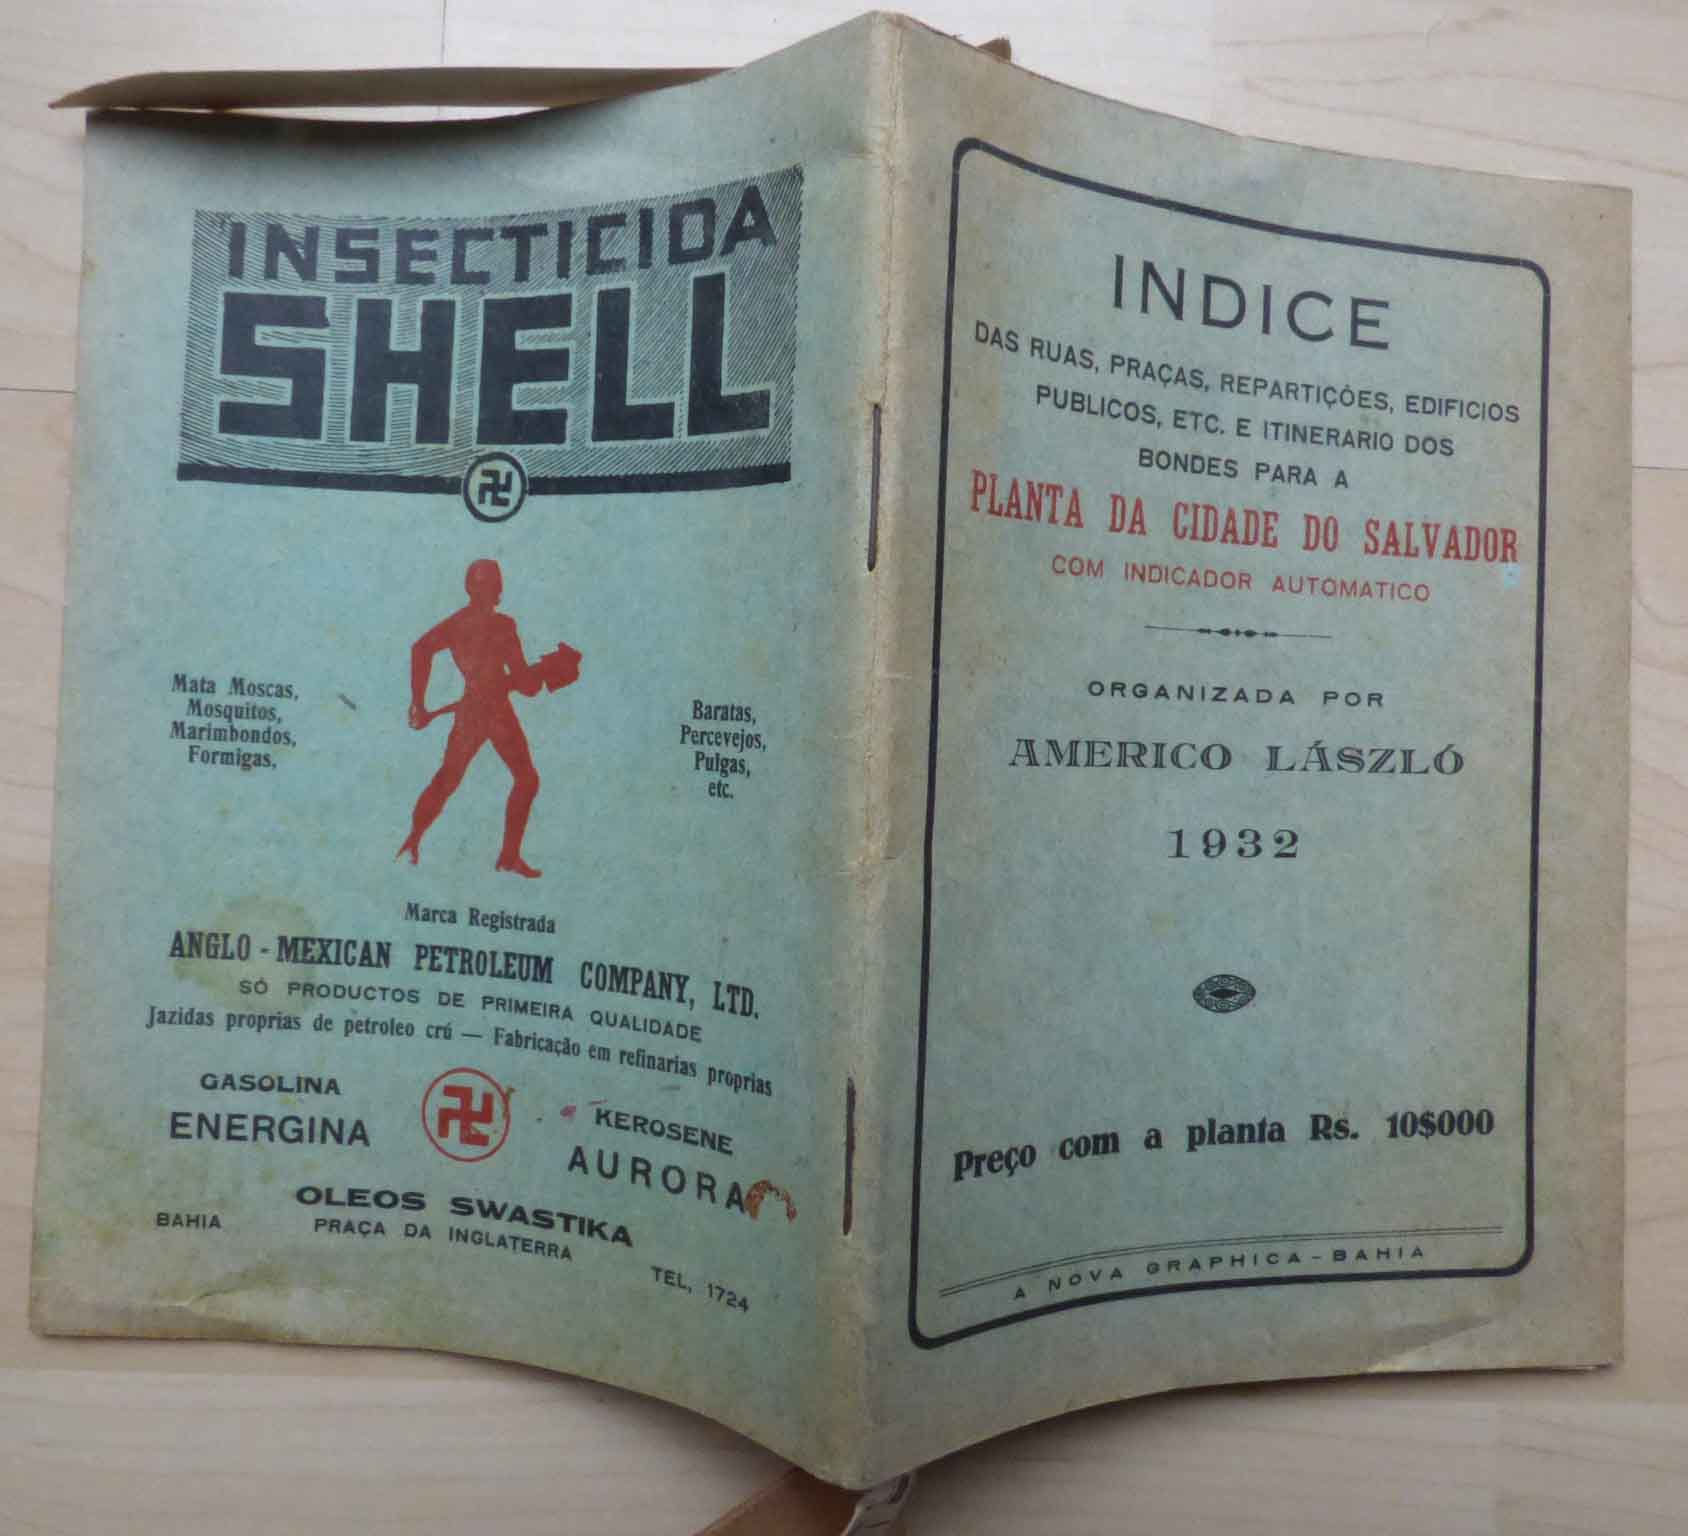 INSECTICIDA
SHELL
Mata Moscas,
Mosquitos,
Marimbondos,
Formigas,
Baratas,
Percevejos,
Pulgas,
etc.
Marca Registrada
ANGLO - MEXICAN PETROLEUM COMPANY, LTD.
SÓ PRODUCTOS DE PRIMEIRA QUALIDADE
Jazidas proprias de petroleo crú — Fabricação em refinarias proprias
GASOLINA
ENERGINA
KEROSENE
AURORA
OLEOS SWASTIKA
BAHIA PRAÇA DA INGLATERRA TEL, 1724
INDICE
DAS RUAS, PRAÇAS, REPARTIÇÕES, EDIFICIOS
PUBLICOS, ETC. E ITINERARIO DOS
BONDES PARA A
PLANTA DA CIDADE DO SALVADOR
COM INDICADOR AUTOMATICO
ORGANIZADA POR
AMERICO LÁSZLÓ
1932
Preço com a planta Rs. 10$000
A NOVA GRAPHICA - BAHIA